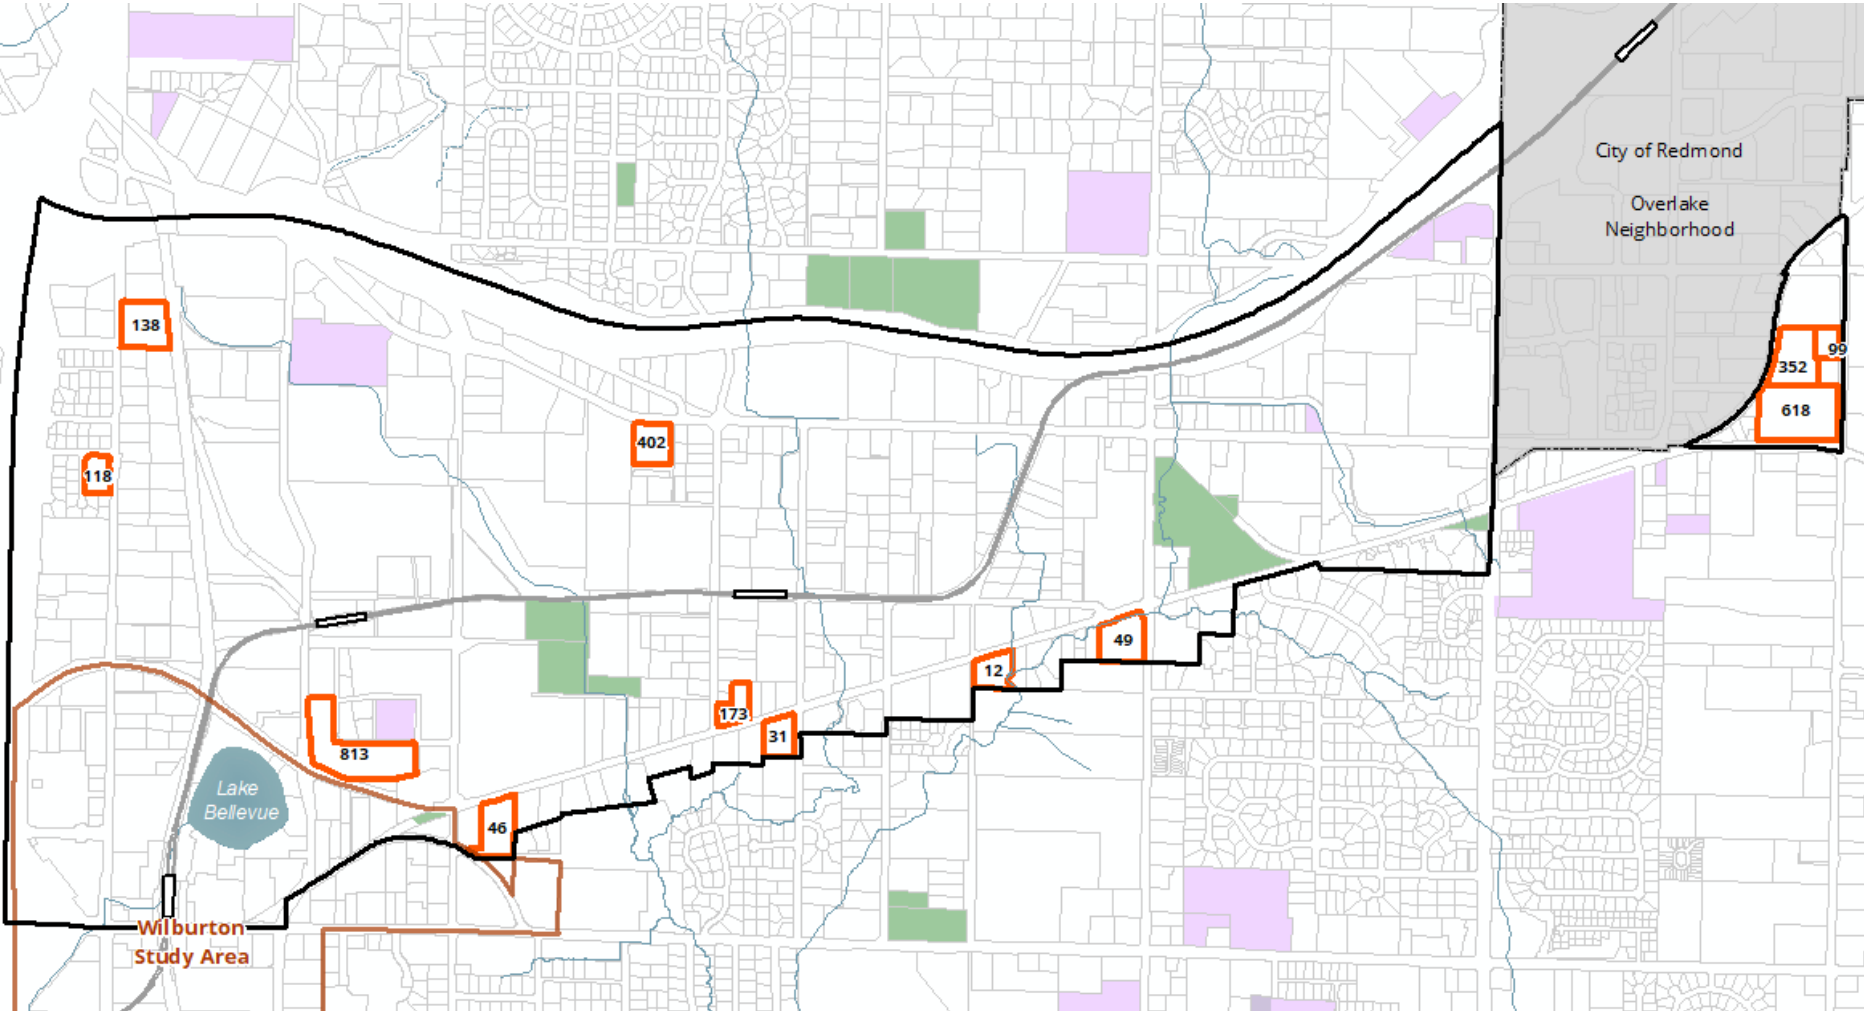 City of Redmond
Overlake
Neighborhood
138
99
352
618
402
118
49
12
173
31
813
Lake
Bellevue
46
Wilburton
Study Area